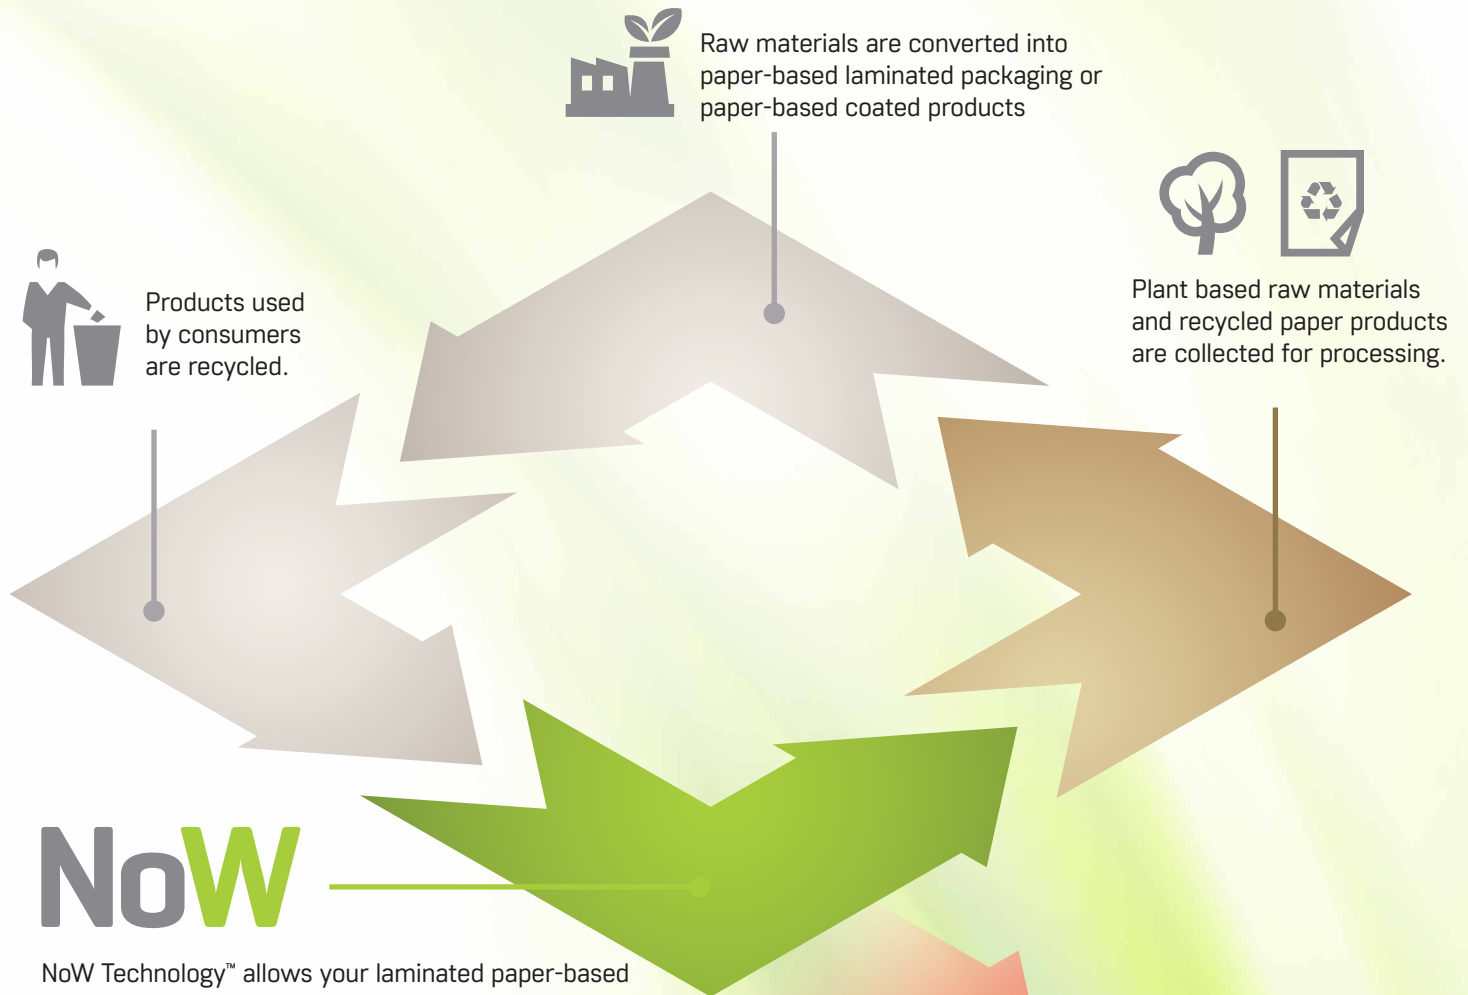 Raw materials are converted into
paper-based laminated packaging or
paper-based coated products
Plant based raw materials
and recycled paper products
are collected for processing.
Products used
by consumers
are recycled.
NoW
NoW Technology™ allows your laminated paper-based